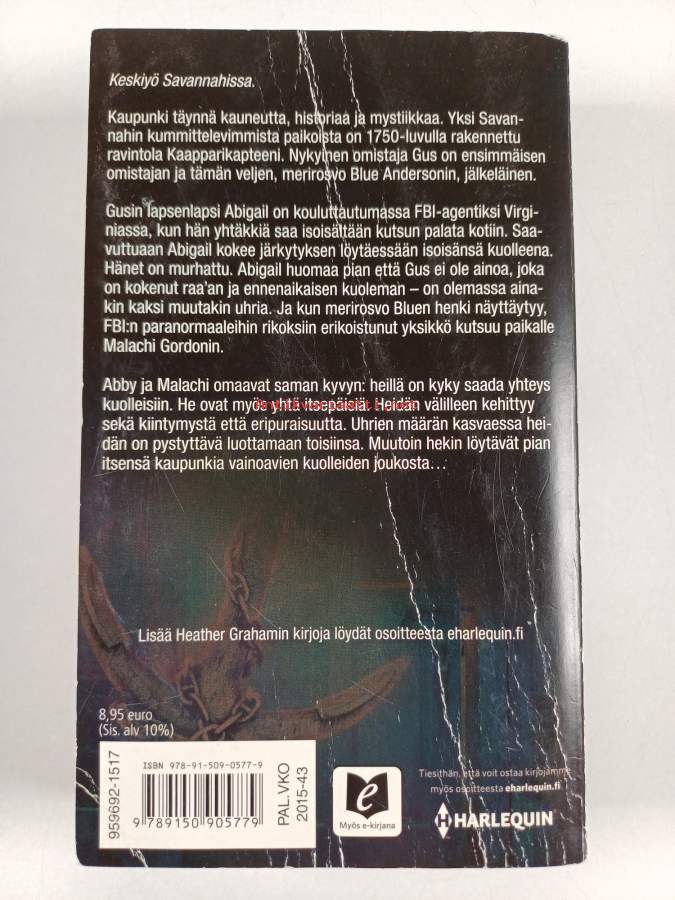 Keskiyö Savannahissa.
Kaupunki täynnä kauneutta, historiaa ja mystiikkaa. Yksi Savan-
nahin kummittelevimmista paikoista on 1750-luvulla rakennettu
ravintola Kaapparikapteeni. Nykyinen omistaja Gus on ensimmäisen
omistajan ja tämän veljen, merirosvo Blue Andersonin, jälkeläinen.
Gusin lapsenlapsi Abigail on kouluttautumassa FBI-agentiksi Virgi-
niassa, kun hän yhtäkkiä saa isoisältään kutsun palata kotiin. Saa-
vuttuaan Abigail kokee järkytyksen löytäessään isoisänsä kuolleena.
Hänet on murhattu. Abigail huomaa pian että Gus ei ole ainoa, joka
on kokenut raa'an ja ennenaikaisen kuoleman – on olemassa aina-
kin kaksi muutakin uhria. Ja kun merirosvo Bluen henki näyttäytyy,
FBI:n paranormaaleihin rikoksiin erikoistunut yksikkö kutsuu paikalle
Malachi Gordonin.
Abby ja Malachi omaavat saman kyvyn: heillä on kyky saada yhteys
kuolleisiin. He ovat myös yhtä itsepäisiä. Heidän välilleen kehittyy
sekä kiintymystä että eripuraisuutta. Uhrien määrän kasvaessa hei-
dän on pystyttävä luottamaan toisiinsa. Muutoin hekin löytävät pian
itsensä kaupunkia vainoavien kuolleiden joukosta…
Lisää Heather Grahamin kirjoja löydät osoitteesta eharlequin.fi
8,95 euro
(Sis. alv 10%)
959692-1517
ISBN 978-91-509-0577-9
9 789150 905779
PAL.VKO
2015-43
e
Myös e-kirjana
Tiesithän, että voit ostaa kirjojamme
myös osoitteesta eharlequin.fi
HARLEQUIN